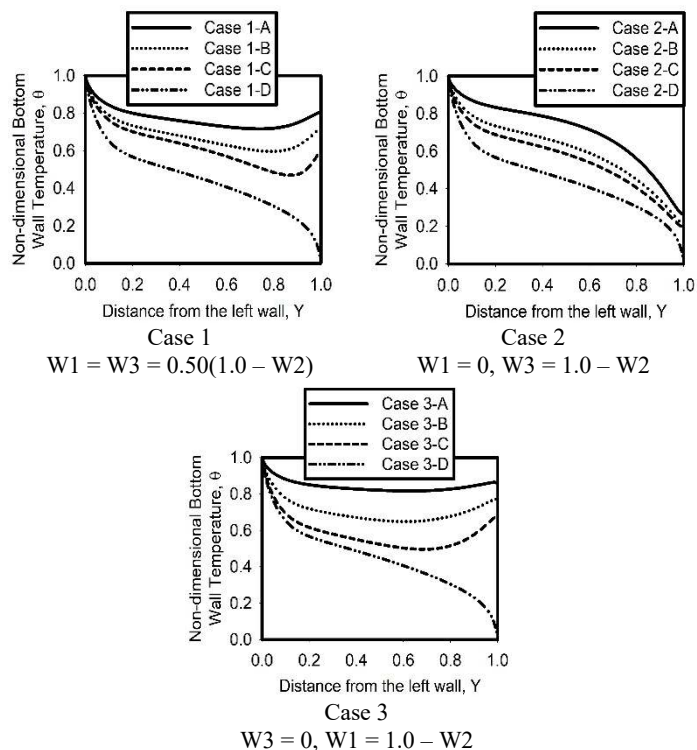 Case 1-A
Case 1-B
Case 1-C
Case 1-D
Non-dimensional Bottom
Wall Temperature, θ
1.0
0.8
0.6
0.4
0.2
0.0
0.0 0.2 0.4 0.6 0.8 1.0
Distance from the left wall, Y
Case 1
W1 = W3 = 0.50(1.0 – W2)
Case 2-A
Case 2-B
Case 2-C
Case 2-D
Non-dimensional Bottom
Wall Temperature, θ
1.0
0.8
0.6
0.4
0.2
0.0
0.0 0.2 0.4 0.6 0.8 1.0
Distance from the left wall, Y
Case 2
W1 = 0, W3 = 1.0 – W2
Case 3-A
Case 3-B
Case 3-C
Case 3-D
Non-dimensional Bottom
Wall Temperature, θ
1.0
0.8
0.6
0.4
0.2
0.0
0.0 0.2 0.4 0.6 0.8 1.0
Distance from the left wall, Y
Case 3
W3 = 0, W1 = 1.0 – W2